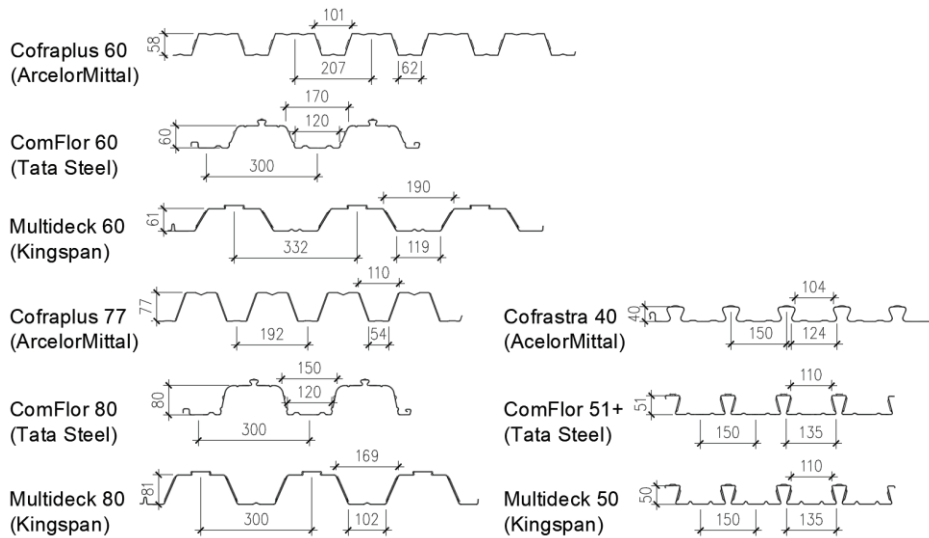 101
58
Cofraplus 60
(ArcelorMittal)
207
62
170
120
60
ComFlor 60
(Tata Steel)
300
190
61
Multideck 60
(Kingspan)
332
119
110
77
Cofraplus 77
(ArcelorMittal)
192
54
104
40
Cofrastra 40
(AcelorMittal)
150
124
150
120
80
ComFlor 80
(Tata Steel)
300
110
51
ComFlor 51+
(Tata Steel)
150
135
169
81
Multideck 80
(Kingspan)
300
102
110
50
Multideck 50
(Kingspan)
150
135